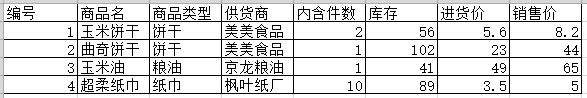 编号 商品名 商品类型 供货商 内含件数 库存 进货价 销售价
1 玉米饼干 饼干 美美食品 2 56 5.6 8.2
2 曲奇饼干 饼干 美美食品 1 102 23 44
3 玉米油 粮油 京龙粮油 1 41 49 65
4 超柔纸巾 纸巾 枫叶纸厂 10 89 3.5 5